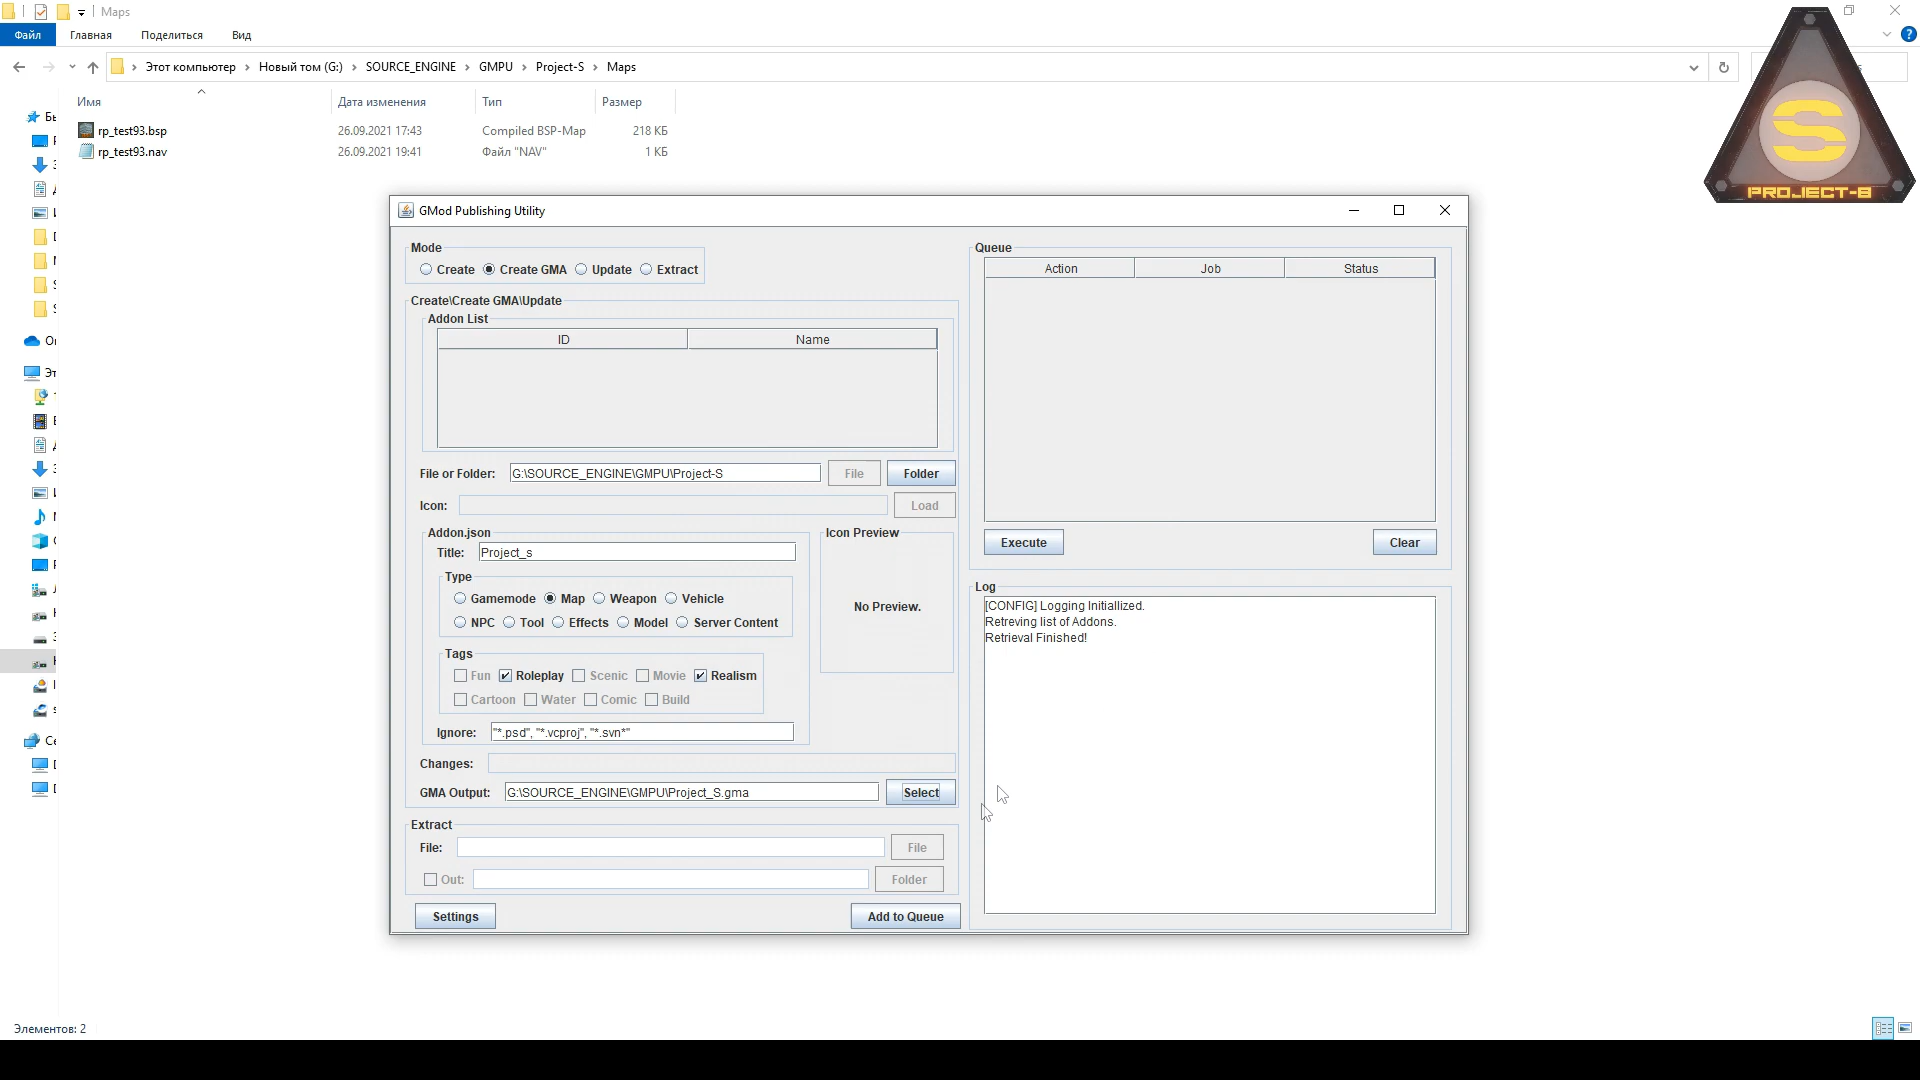 Maps
Файл Главная Поделиться Вид
Этот компьютер Новый том (G:) SOURCE_ENGINE GMPU Project-S Maps
Имя Дата изменения Тип Размер
rp_test93.bsp 26.09.2021 17:43 Compiled BSP-Map 218 КБ
rp_test93.nav 26.09.2021 19:41 Файл "NAV" 1 КБ
S
PROJECT-S
GMod Publishing Utility
Mode
Create Create GMA Update Extract
Create\Create GMA\Update
Addon List
ID Name
File or Folder: G:\SOURCE_ENGINE\GMPU\Project-S File Folder
Icon: Load
Addon.json
Title: Project_s
Type
Gamemode Map Weapon Vehicle
NPC Tool Effects Model Server Content
Tags
Fun Roleplay Scenic Movie Realism
Cartoon Water Comic Build
Ignore: "*.psd", "*.vcproj", "*.svn*"
Icon Preview
No Preview.
Changes:
GMA Output: G:\SOURCE_ENGINE\GMPU\Project_S.gma Select
Extract
File: File
Out: Folder
Settings Add to Queue
Queue
Action Job Status
Execute Clear
Log
[CONFIG] Logging Initiallized.
Retreving list of Addons.
Retrieval Finished!
Элементов: 2